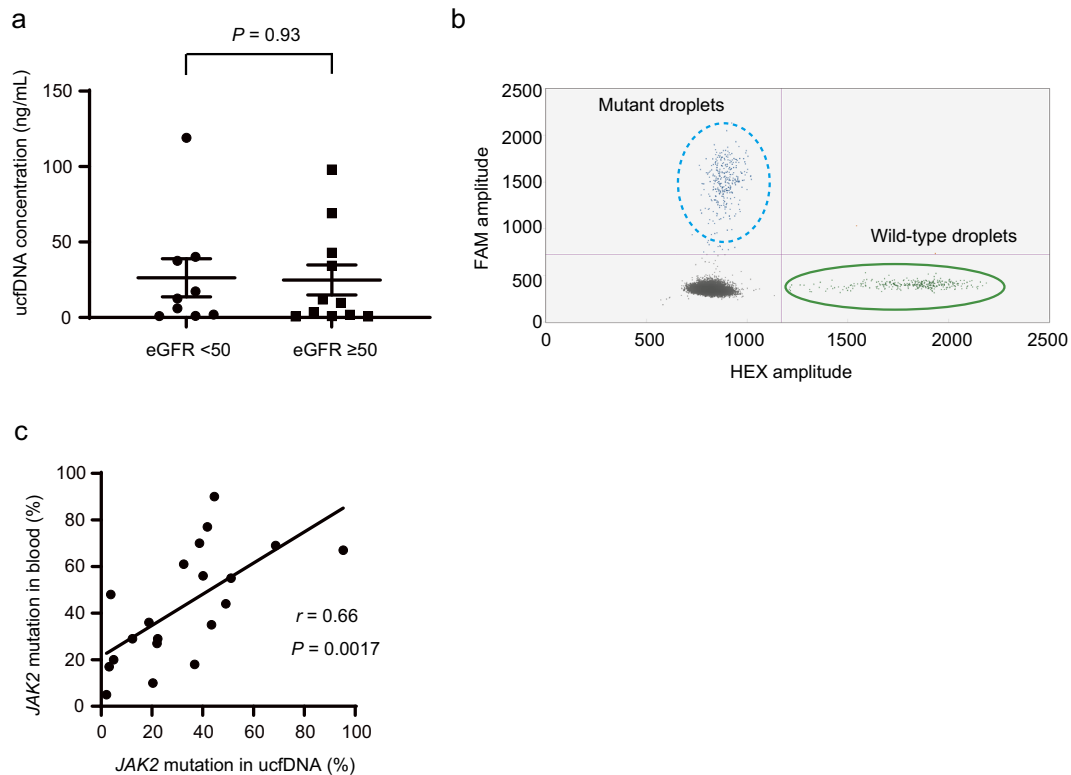 a
P = 0.93
ucfDNA concentration (ng/mL)
150
100
50
0
eGFR <50
eGFR ≥50
b
FAM amplitude
2500
2000
1500
1000
500
0
Mutant droplets
Wild-type droplets
0 500 1000 1500 2000 2500
HEX amplitude
c
JAK2 mutation in blood (%)
100
80
60
40
20
0
r = 0.66
P = 0.0017
0 20 40 60 80 100
JAK2 mutation in ucfDNA (%)